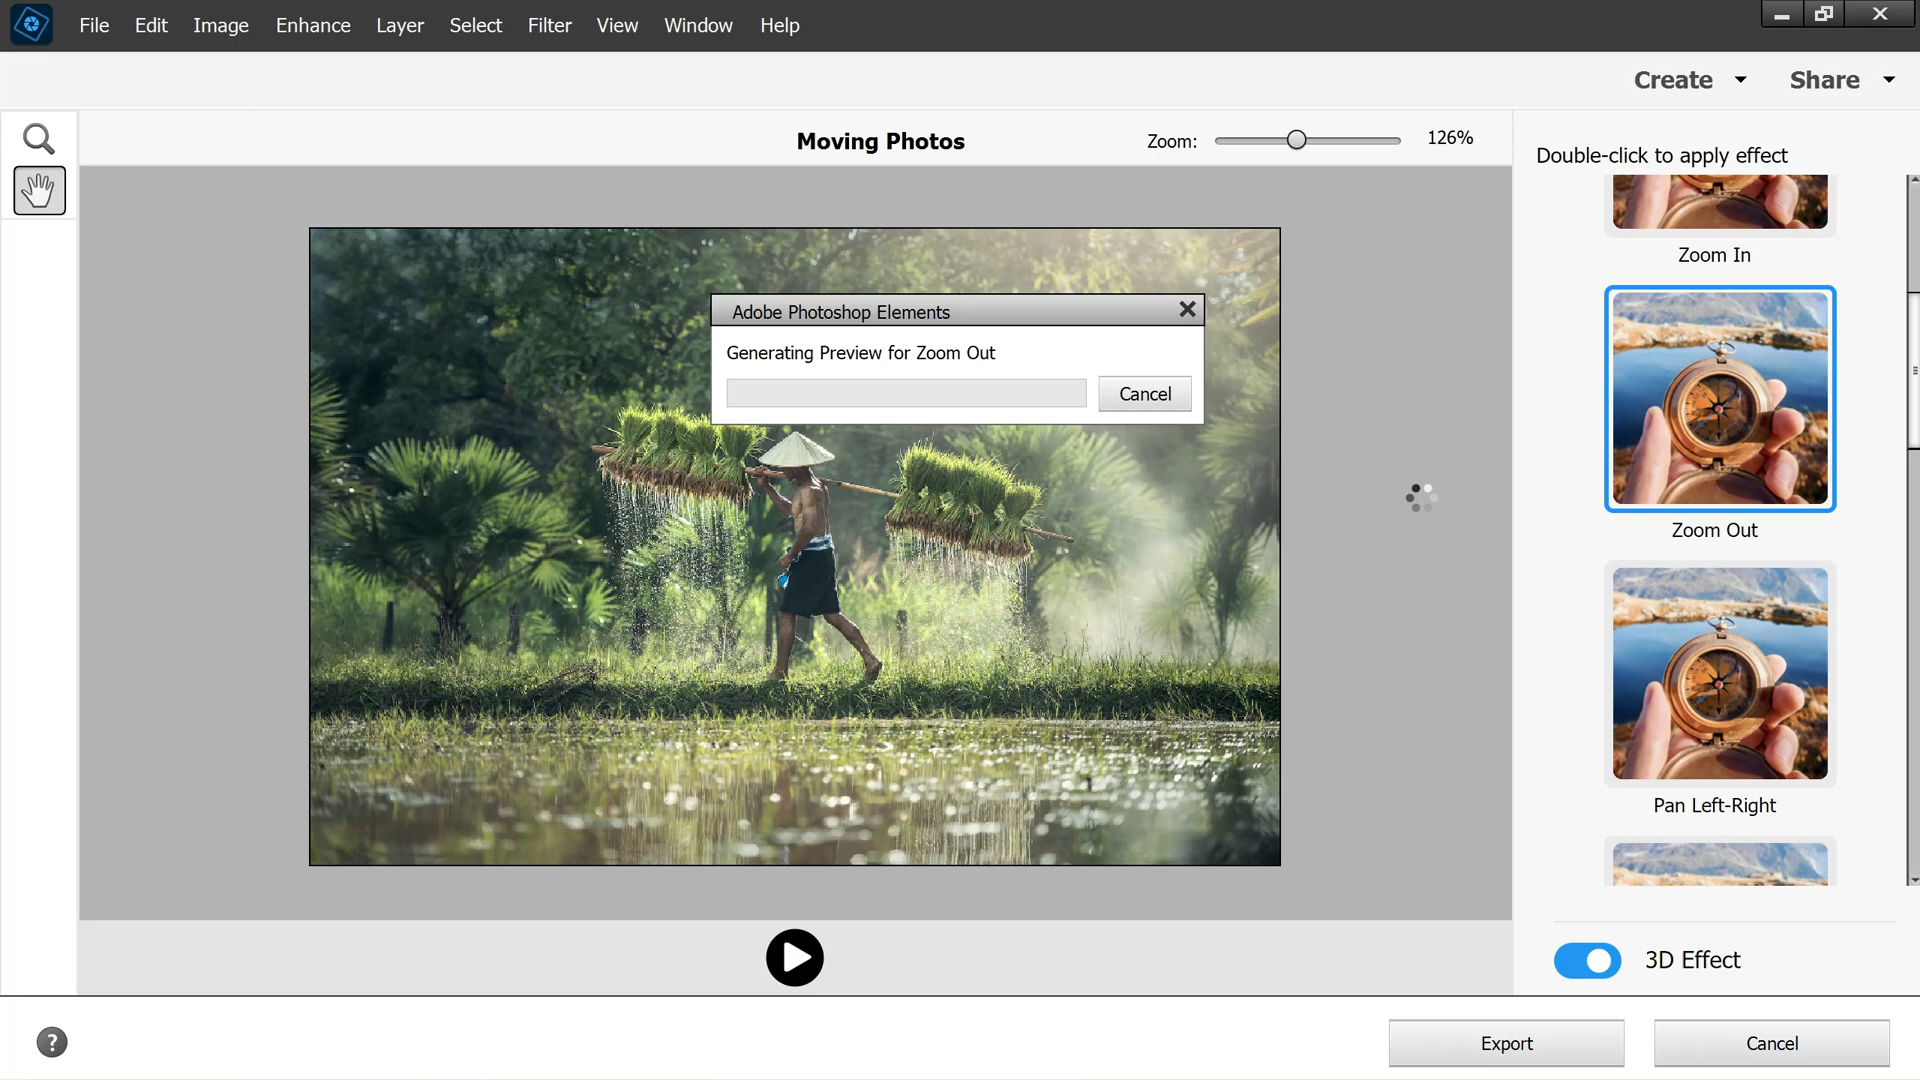 File Edit Image Enhance Layer Select Filter View Window Help
Create Share
Moving Photos
Zoom: 126%
Double-click to apply effect
Zoom In
Adobe Photoshop Elements
Generating Preview for Zoom Out
Cancel
Zoom Out
Pan Left-Right
3D Effect
?
Export
Cancel